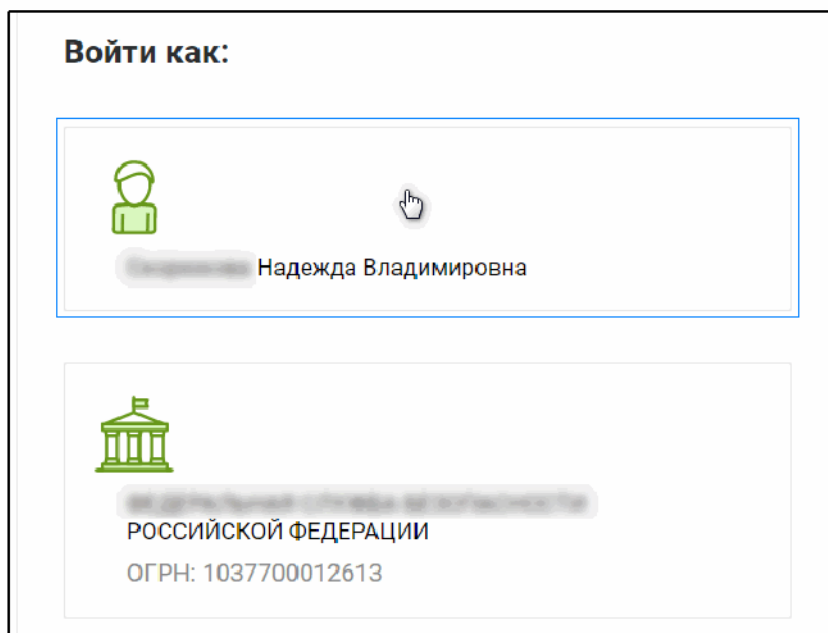 Войти как:
Надежда Владимировна
РОССИЙСКОЙ ФЕДЕРАЦИИ
ОГРН: 1037700012613